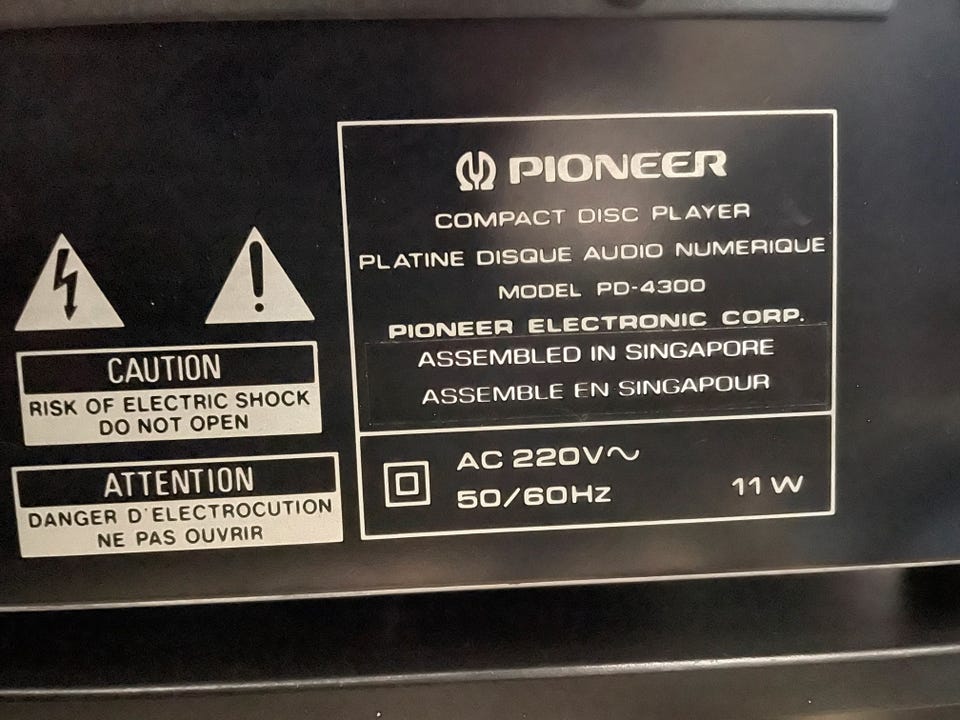 PIONEER
COMPACT DISC PLAYER
PLATINE DISQUE AUDIO NUMERIQUE
MODEL PD-4300
PIONEER ELECTRONIC CORP.
ASSEMBLED IN SINGAPORE
ASSEMBLE EN SINGAPOUR
AC 220V~
50/60Hz
11 W
CAUTION
RISK OF ELECTRIC SHOCK
DO NOT OPEN
ATTENTION
DANGER D'ELECTROCUTION
NE PAS OUVRIR